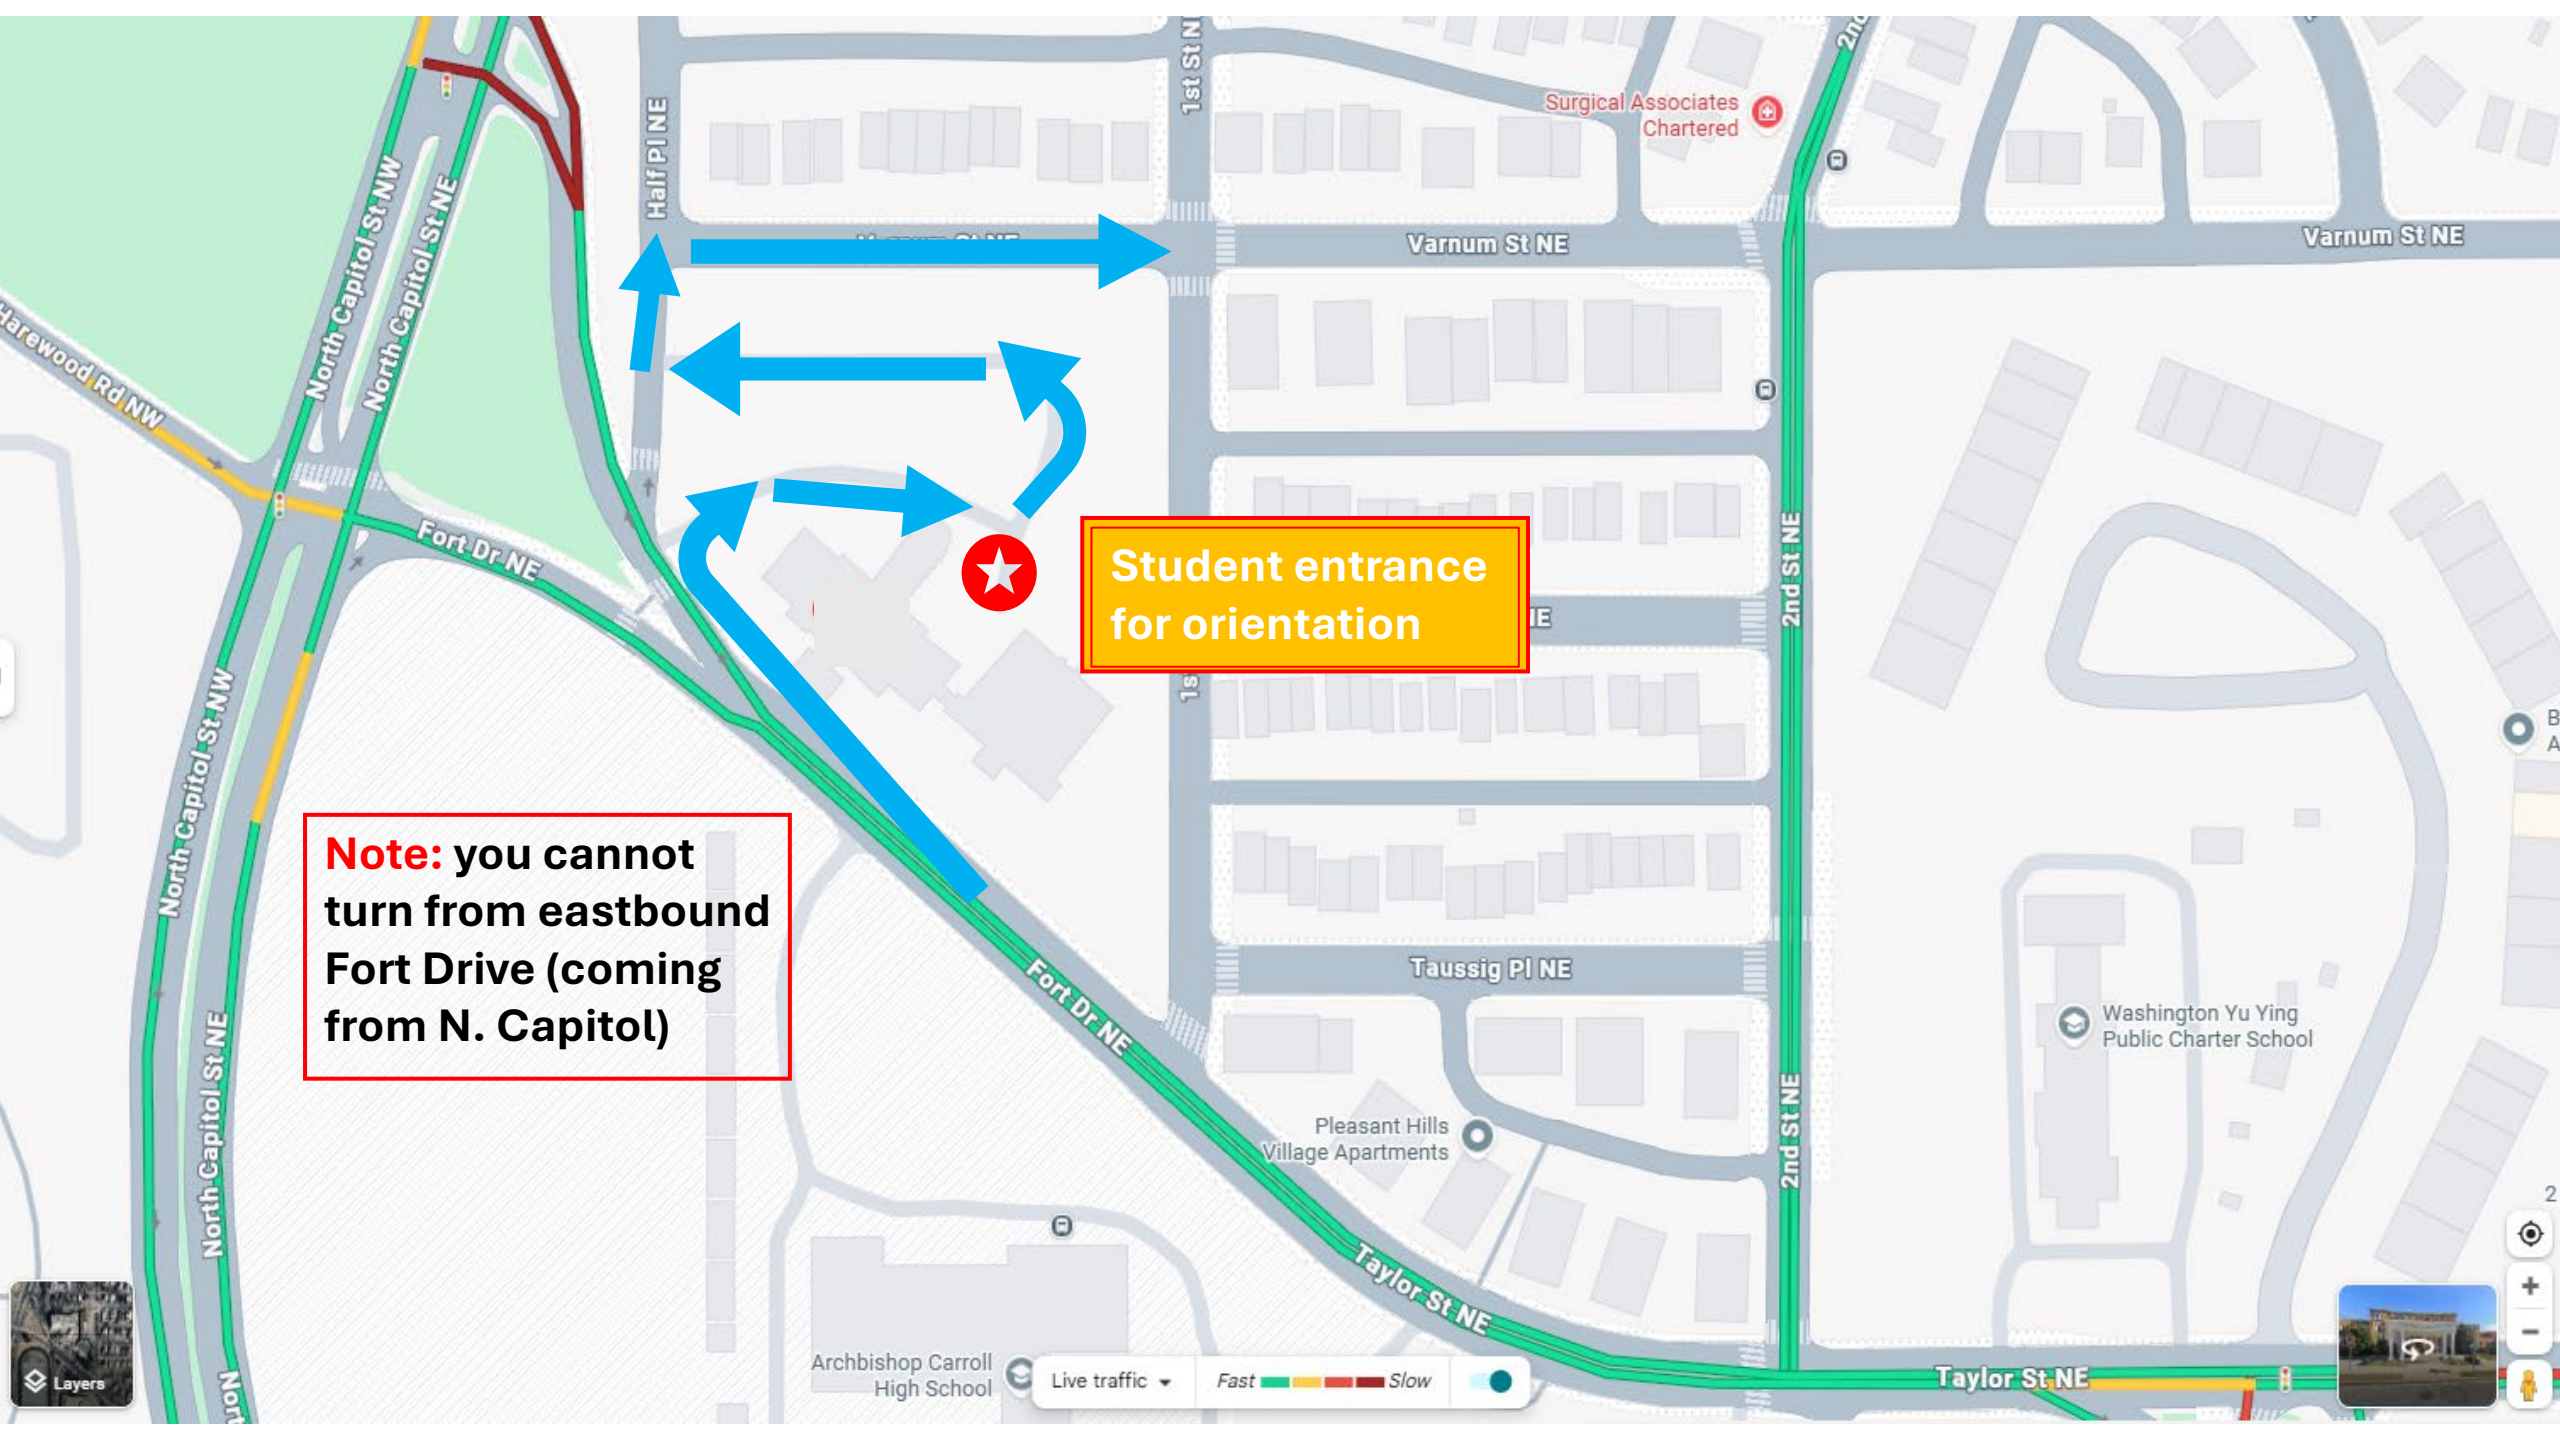 2nd
1st St N
Half Pl NE
Surgical Associates
Chartered
North Capitol St NW
North Capitol St NE
Varnum St NE
Varnum St NE
Harewood Rd NW
Fort Dr NE
2nd St NE
Student entrance
for orientation
1s
North Capitol St NW
Note: you cannot
turn from eastbound
Fort Drive (coming
from N. Capitol)
Fort Dr NE
Taussig Pl NE
Washington Yu Ying
Public Charter School
North Capitol St NE
Pleasant Hills
Village Apartments
2nd St NE
2
Taylor St NE
Archbishop Carroll
High School
Layers
Nort
Live traffic
Fast
Slow
Taylor St NE